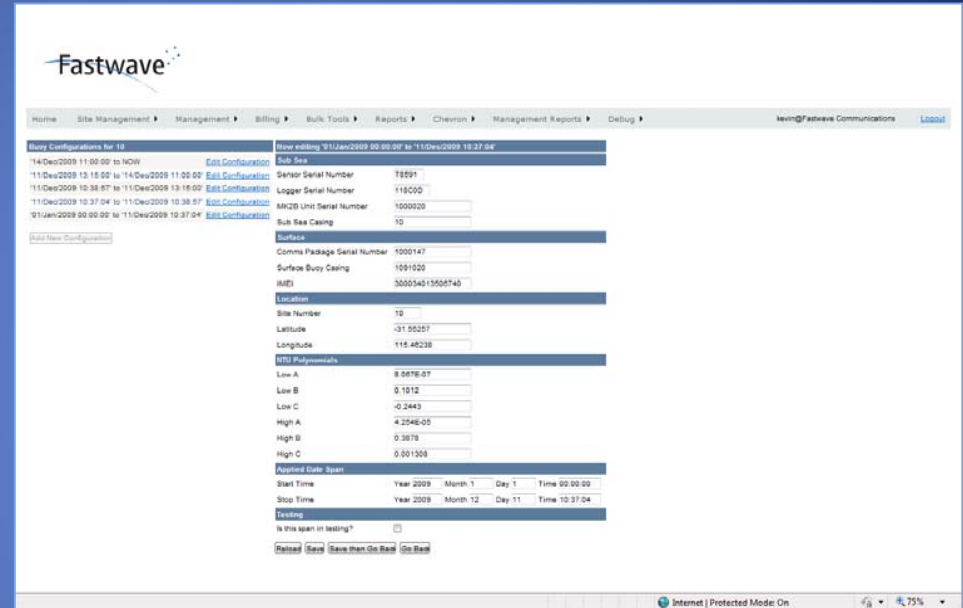 Fastwave
Home Site Management Management Billing Bulk Tools Reports Chevron Management Reports Debug kevin@Fastwave Communications Logout
Buoy Configurations for 10
'14/Dec/2009 11:00:00' to NOW Edit Configuration
'11/Dec/2009 13:15:00' to '14/Dec/2009 11:00:00' Edit Configuration
'11/Dec/2009 10:38:57' to '11/Dec/2009 13:15:00' Edit Configuration
'11/Dec/2009 10:37:04' to '11/Dec/2009 10:38:57' Edit Configuration
'01/Jan/2009 00:00:00' to '11/Dec/2009 10:37:04' Edit Configuration
Add New Configuration
Now editing '01/Jan/2009 00:00:00' to '11/Dec/2009 10:37:04'
Sub Sea
Sensor Serial Number T8591
Logger Serial Number 118C0D
MK2B Unit Serial Number 1000020
Sub Sea Casing 10
Surface
Comms Package Serial Number 1000147
Surface Buoy Casing 1091020
IMEI 300034013506740
Location
Site Number 10
Latitude -31.55257
Longitude 115.46238
NTU Polynomials
Low A 8.067E-07
Low B 0.1012
Low C -0.2443
High A 4.254E-05
High B 0.3878
High C 0.001308
Applied Date Span
Start Time Year 2009 Month 1 Day 1 Time 00:00:00
Stop Time Year 2009 Month 12 Day 11 Time 10:37:04
Testing
Is this span in testing?
Reload Save Save then Go Back Go Back
Internet | Protected Mode: On 75%